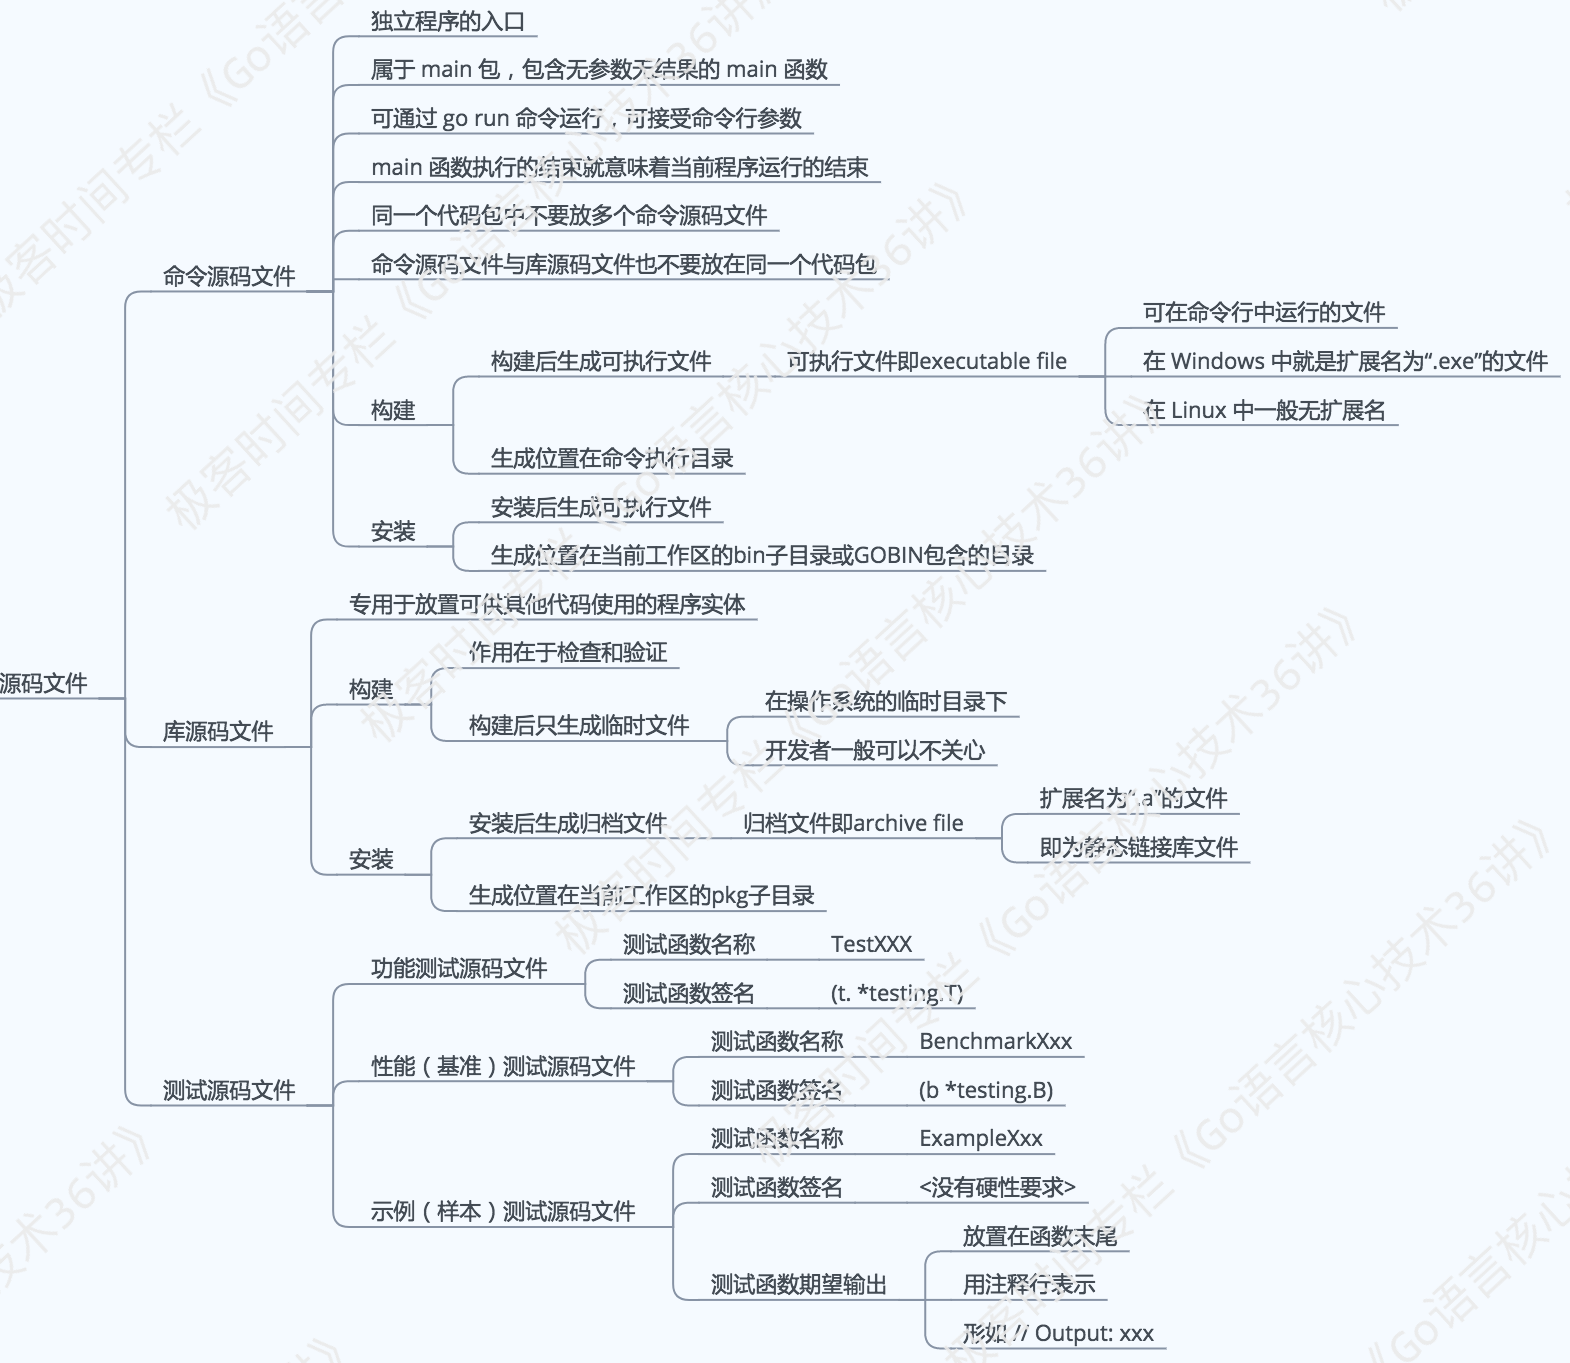 独立程序的入口
属于 main 包，包含无参数无结果的 main 函数
可通过 go run 命令运行，可接受命令行参数
main 函数执行的结束就意味着当前程序运行的结束
同一个代码包中不要放多个命令源码文件
命令源码文件
命令源码文件与库源码文件也不要放在同一个代码包
可在命令行中运行的文件
构建后生成可执行文件
可执行文件即executable file
在 Windows 中就是扩展名为“.exe”的文件
构建
在 Linux 中一般无扩展名
生成位置在命令执行目录
安装后生成可执行文件
安装
生成位置在当前工作区的bin子目录或GOBIN包含的目录
源码文件
专用于放置可供其他代码使用的程序实体
作用在于检查和验证
构建
在操作系统的临时目录下
构建后只生成临时文件
库源码文件
开发者一般可以不关心
扩展名为“.a”的文件
安装后生成归档文件
归档文件即archive file
即为静态链接库文件
安装
生成位置在当前工作区的pkg子目录
测试函数名称
TestXXX
功能测试源码文件
测试函数签名
(t. *testing.T)
测试函数名称
BenchmarkXxx
性能（基准）测试源码文件
测试源码文件
测试函数签名
(b *testing.B)
测试函数名称
ExampleXxx
测试函数签名
<没有硬性要求>
示例（样本）测试源码文件
放置在函数末尾
测试函数期望输出
用注释行表示
形如 // Output: xxx
极客时间专栏《Go语言核心技术36讲》